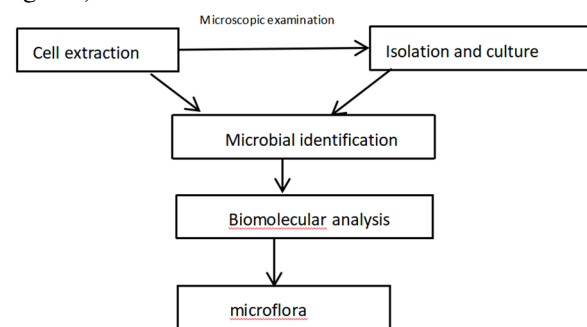 Microscopic examination
Cell extraction
Isolation and culture
Microbial identification
Biomolecular analysis
microflora